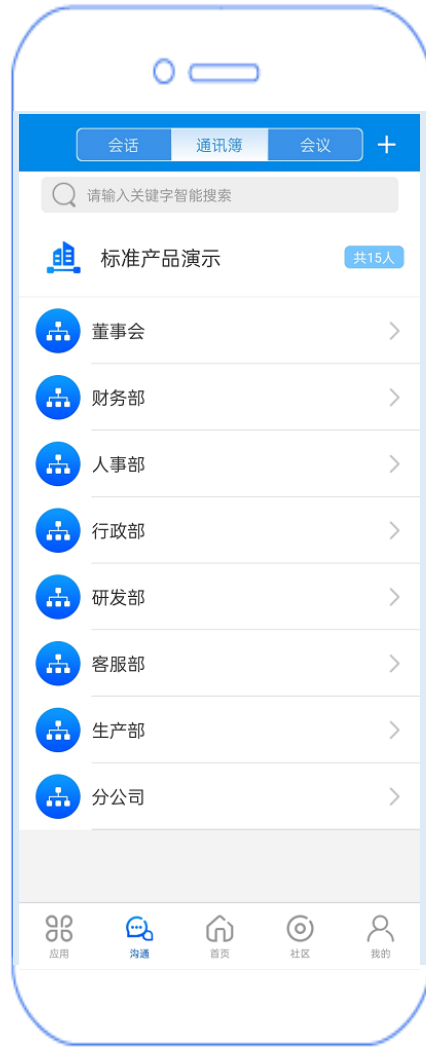 会话 通讯簿 会议 +
请输入关键字智能搜索
标准产品演示 共15人
董事会
财务部
人事部
行政部
研发部
客服部
生产部
分公司
应用 沟通 首页 社区 我的